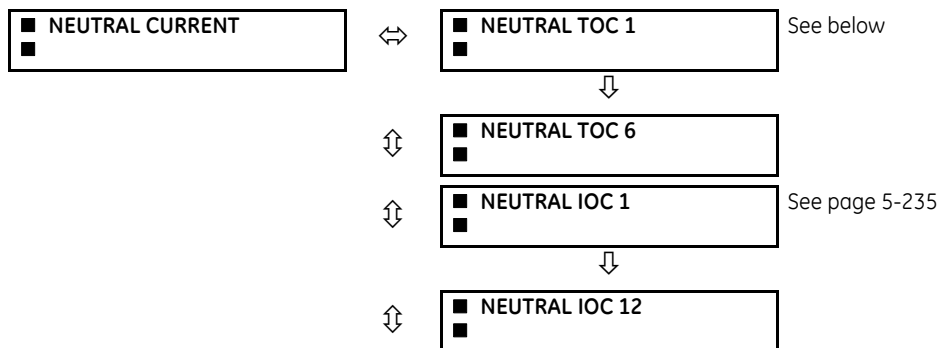 ■ NEUTRAL CURRENT
■
■ NEUTRAL TOC 1
■
See below
■ NEUTRAL TOC 6
■
■ NEUTRAL IOC 1
■
See page 5-235
■ NEUTRAL IOC 12
■